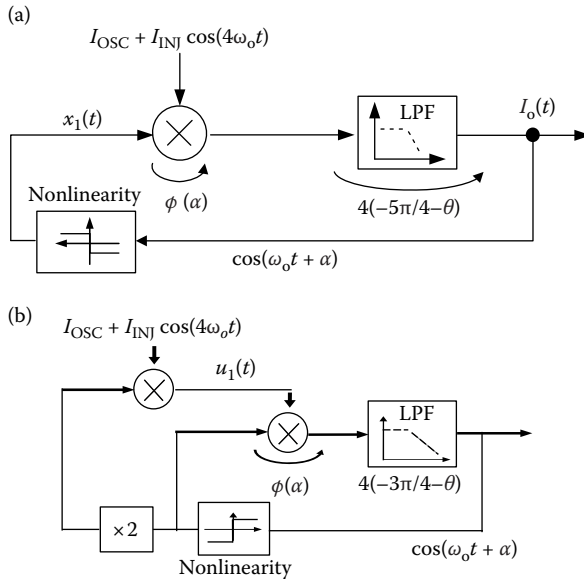 (a)
I_OSC + I_INJ cos(4ω_o t)
x_1(t)
LPF
I_o(t)
Nonlinearity
ϕ (α)
4(−5π/4−θ)
cos(ω_o t + α)
(b)
I_OSC + I_INJ cos(4ω_o t)
u_1(t)
LPF
ϕ(α)
4(−3π/4−θ)
×2
cos(ω_o t + α)
Nonlinearity